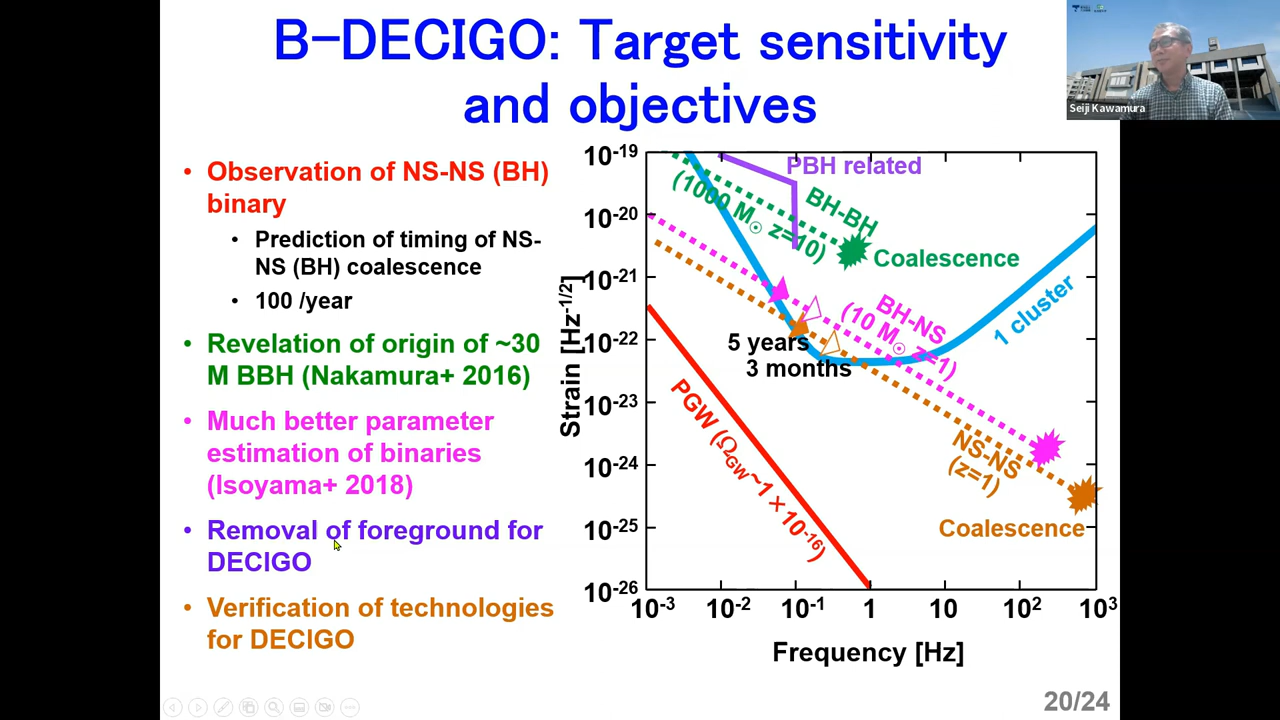 B-DECIGO: Target sensitivity
and objectives
Seiji Kawamura
• Observation of NS-NS (BH)
binary
• Prediction of timing of NS-
NS (BH) coalescence
• 100 /year
• Revelation of origin of ~30
M BBH (Nakamura+ 2016)
• Much better parameter
estimation of binaries
(Isoyama+ 2018)
• Removal of foreground for
DECIGO
• Verification of technologies
for DECIGO
Strain [Hz-1/2]
10-19
10-20
10-21
10-22
10-23
10-24
10-25
10-26
PBH related
BH-BH
(1000 M☉ z=10)
Coalescence
BH-NS
(10 M☉ z=1)
1 cluster
5 years
3 months
PGW (ΩGW~1×10-16)
NS-NS
(z=1)
Coalescence
10-3 10-2 10-1 1 10 102 103
Frequency [Hz]
20/24